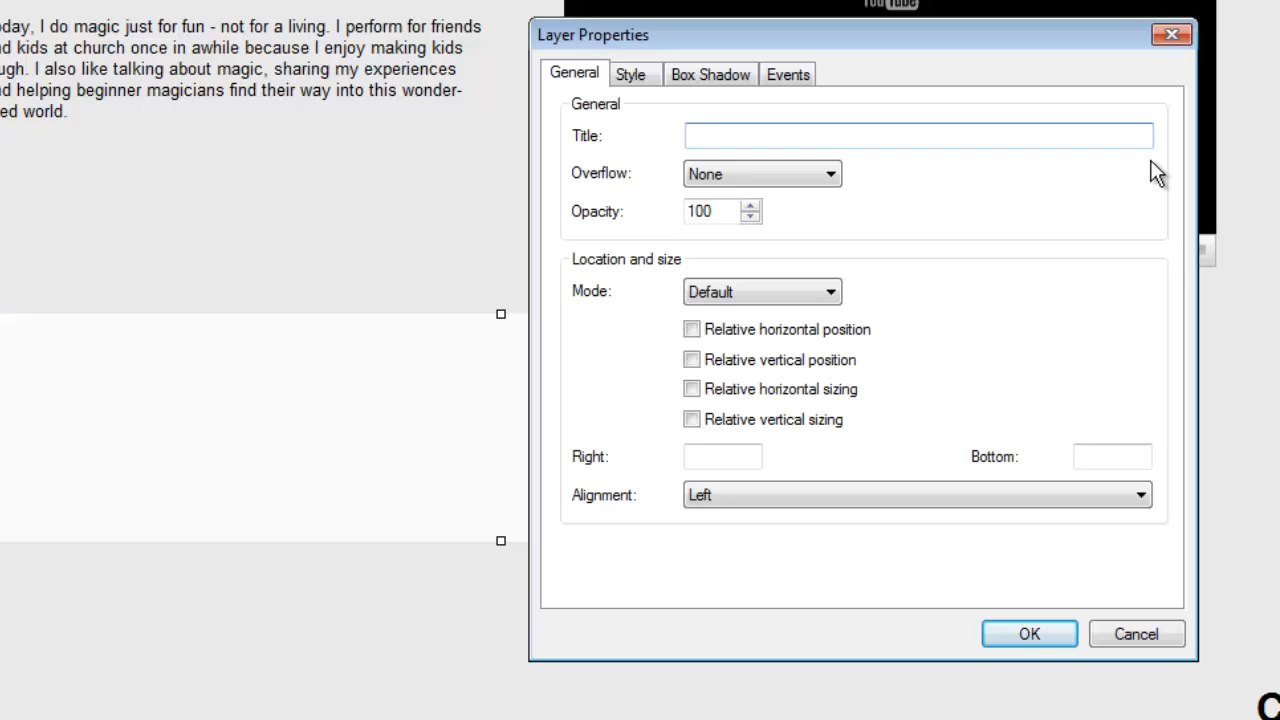 oday, I do magic just for fun - not for a living. I perform for friends
nd kids at church once in awhile because I enjoy making kids
ugh. I also like talking about magic, sharing my experiences
nd helping beginner magicians find their way into this wonder-
ed world.
YouTube
Layer Properties
General Style Box Shadow Events
General
Title:
Overflow: None
Opacity: 100
Location and size
Mode: Default
Relative horizontal position
Relative vertical position
Relative horizontal sizing
Relative vertical sizing
Right: Bottom:
Alignment: Left
OK Cancel